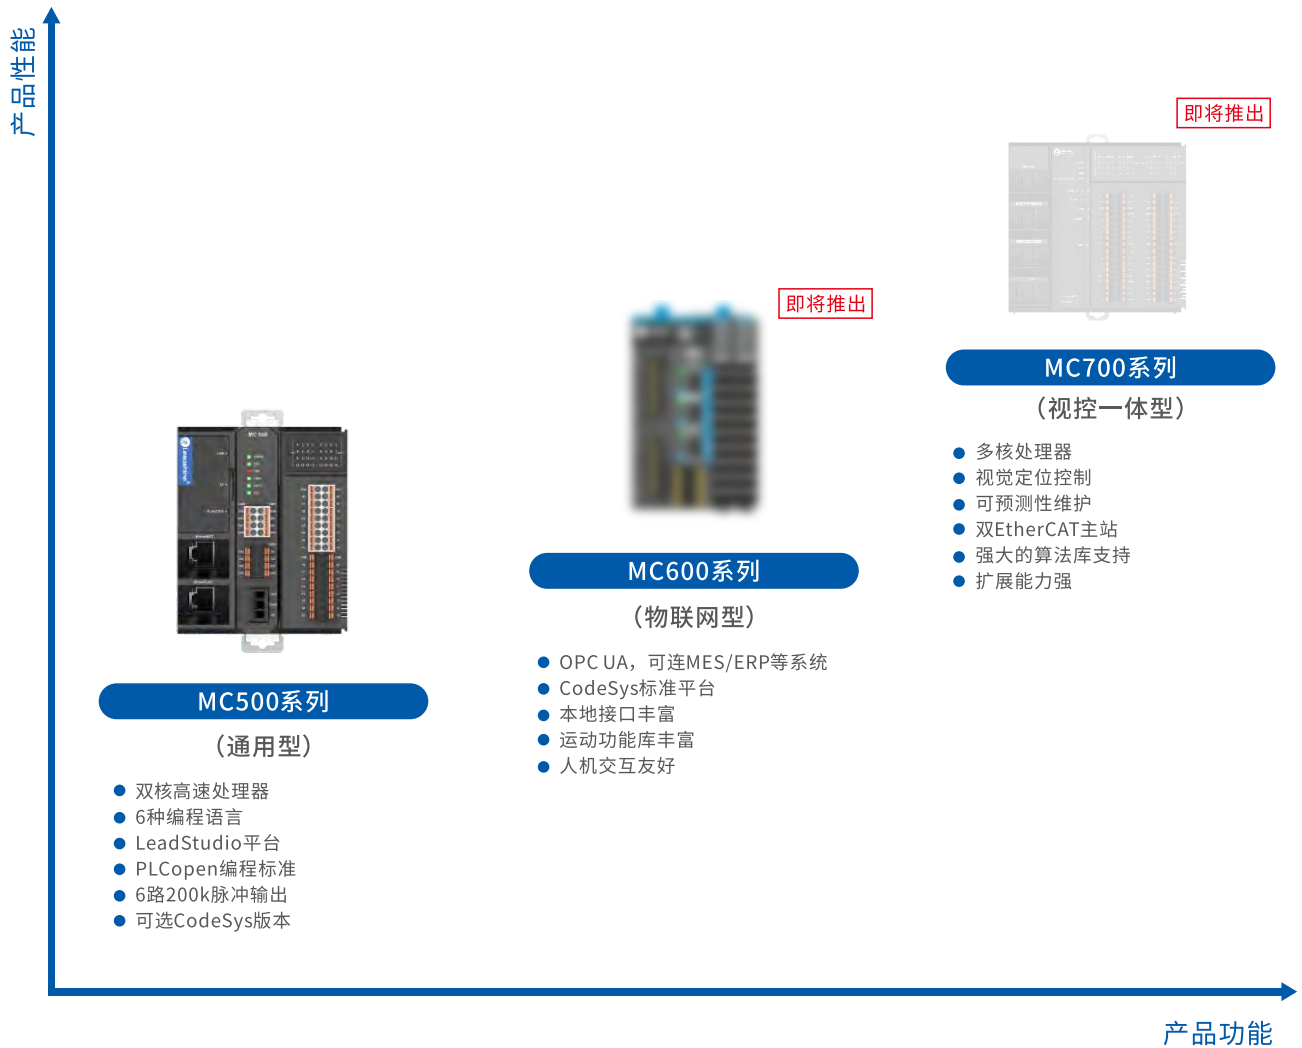 产品性能
即将推出
MC700系列
（视控一体型）
多核处理器
视觉定位控制
可预测性维护
双EtherCAT主站
强大的算法库支持
扩展能力强
即将推出
MC600系列
（物联网型）
OPC UA，可连MES/ERP等系统
CodeSys标准平台
本地接口丰富
运动功能库丰富
人机交互友好
Leadshine
MC 500
MC500系列
（通用型）
双核高速处理器
6种编程语言
LeadStudio平台
PLCopen编程标准
6路200k脉冲输出
可选CodeSys版本
产品功能